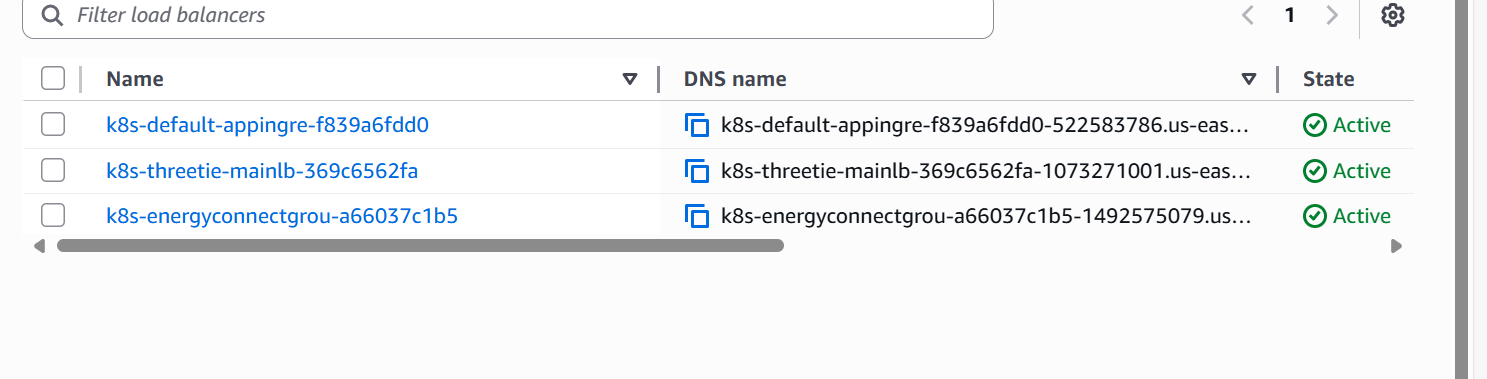 Filter load balancers
1
Name DNS name State
k8s-default-appingre-f839a6fdd0 k8s-default-appingre-f839a6fdd0-522583786.us-eas... Active
k8s-threetie-mainlb-369c6562fa k8s-threetie-mainlb-369c6562fa-1073271001.us-eas... Active
k8s-energyconnectgrou-a66037c1b5 k8s-energyconnectgrou-a66037c1b5-1492575079.us... Active